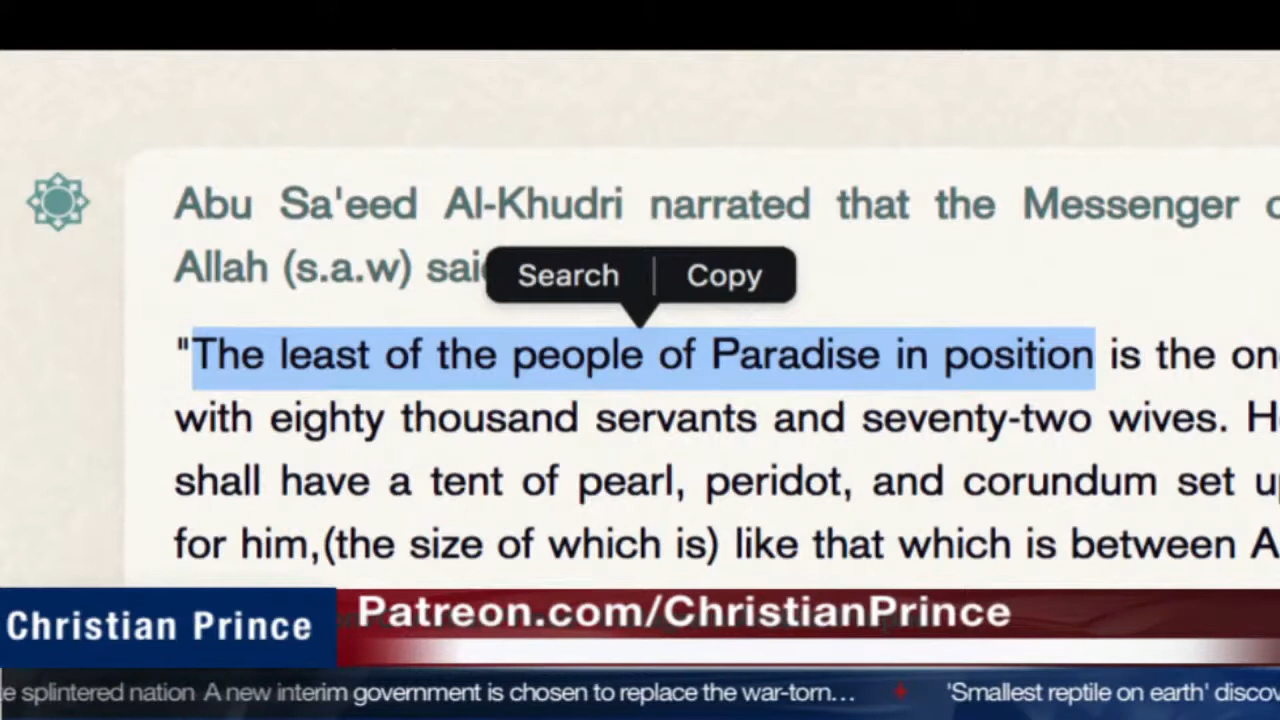 Abu Sa'eed Al-Khudri narrated that the Messenger
Allah (s.a.w)
Search
Copy
"The least of the people of Paradise in position is the
with eighty thousand servants and seventy-two wives.
shall have a tent of pearl, peridot, and corundum set
for him,(the size of which is) like that which is between
Christian Prince
Patreon.com/ChristianPrince
splintered nation A new interim government is chosen to replace the war-torn...
'Smallest reptile on earth'